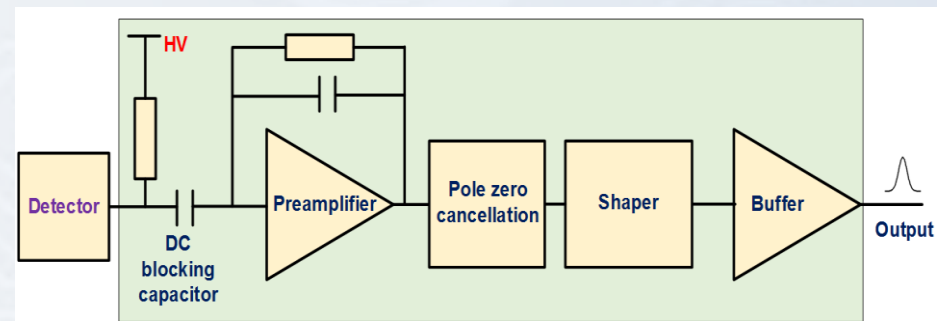 HV
Detector
DC
blocking
capacitor
Preamplifier
Pole zero
cancellation
Shaper
Buffer
Output